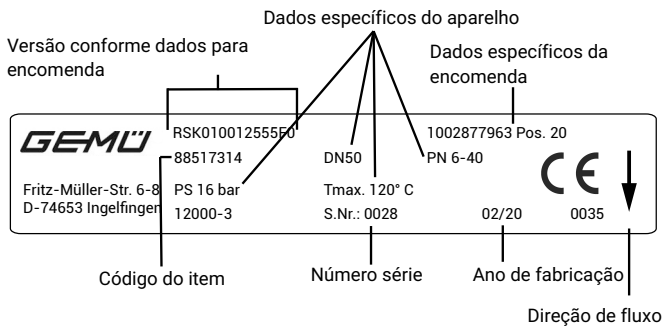 Dados específicos do aparelho
Versão conforme dados para
encomenda
Dados específicos da
encomenda
GEMÜ
RSK010012555F0
1002877963 Pos. 20
88517314
DN50
PN 6-40
CE
Fritz-Müller-Str. 6-8
D-74653 Ingelfingen
PS 16 bar
Tmax. 120° C
12000-3
S.Nr.: 0028
02/20
0035
Código do item
Número série
Ano de fabricação
Direção de fluxo